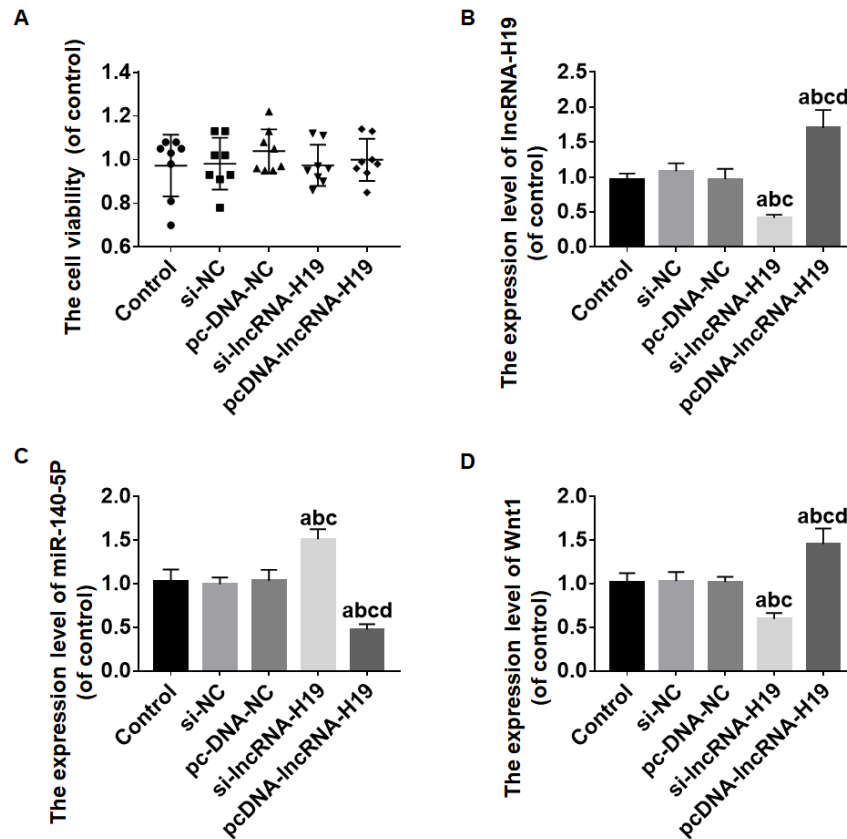 A
The cell viability (of control)
1.4
1.2
1.0
0.8
0.6
Control
si-NC
pc-DNA-NC
si-lncRNA-H19
pcDNA-lncRNA-H19
B
The expression level of lncRNA-H19
(of control)
2.5
2.0
1.5
1.0
0.5
0.0
abc
abcd
Control
si-NC
pc-DNA-NC
si-lncRNA-H19
pcDNA-lncRNA-H19
C
The expression level of miR-140-5P
(of control)
2.0
1.5
1.0
0.5
0.0
abc
abcd
Control
si-NC
pc-DNA-NC
si-lncRNA-H19
pcDNA-lncRNA-H19
D
The expression level of Wnt1
(of control)
2.0
1.5
1.0
0.5
0.0
abc
abcd
Control
si-NC
pc-DNA-NC
si-lncRNA-H19
pcDNA-lncRNA-H19